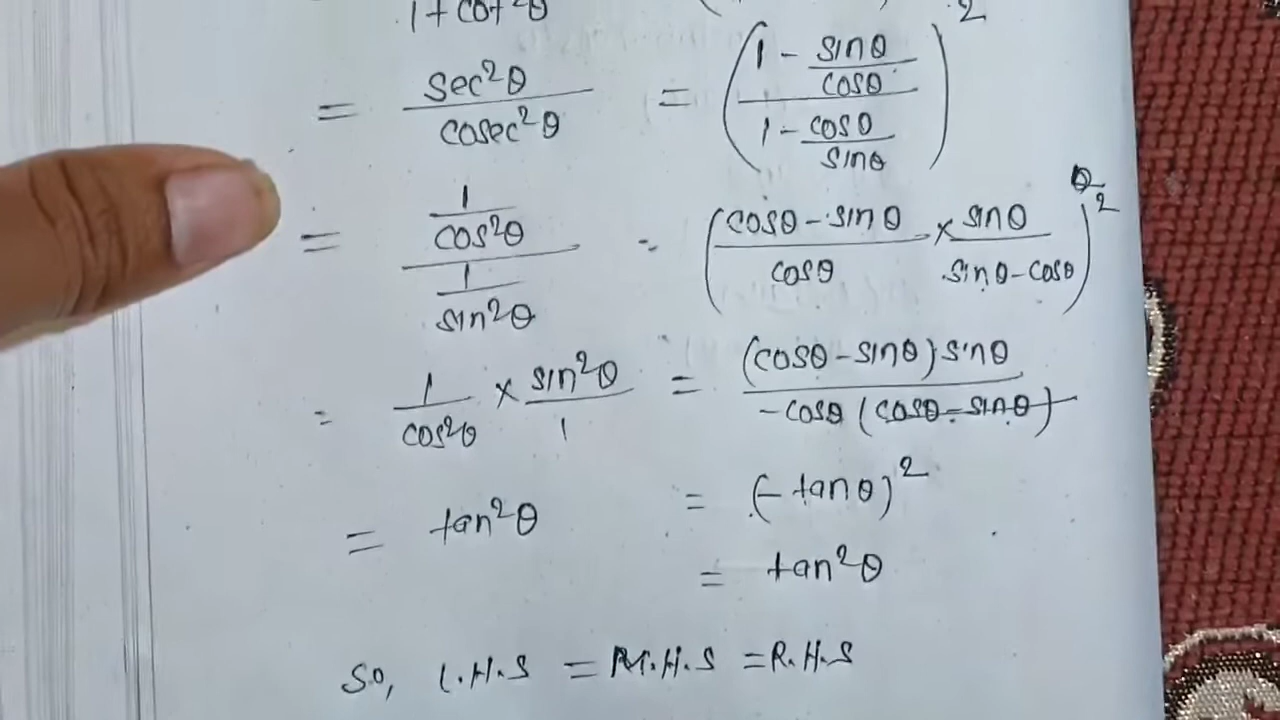 1 + cot²θ
= sec²θ / cosec²θ
= (1/cos²θ) / (1/sin²θ)
= 1/cos²θ × sin²θ/1
= tan²θ
= ((1 - sinθ/cosθ) / (1 - cosθ/sinθ))²
= ((cosθ - sinθ)/cosθ × sinθ/(sinθ - cosθ))²
= (cosθ - sinθ) sinθ / -cosθ (cosθ - sinθ)
= (- tanθ)²
= tan²θ
So, L.H.S = M.H.S = R.H.S